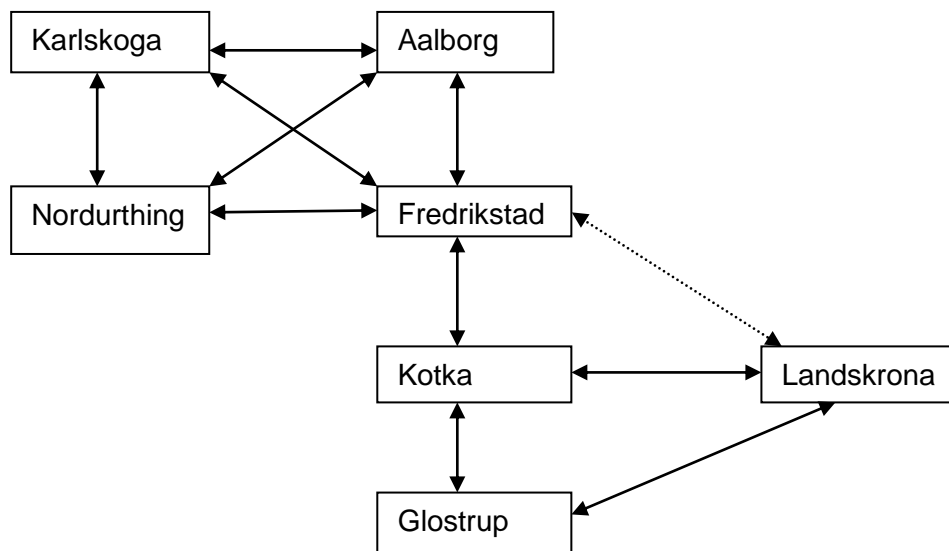 Karlskoga
Aalborg
Nordurthing
Fredrikstad
Kotka
Landskrona
Glostrup